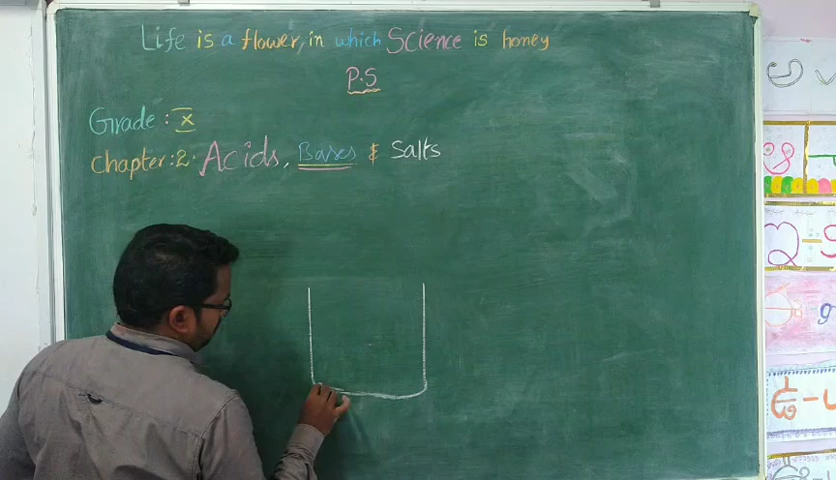 Life is a flower, in which Science is honey
P.S
Grade : X
Chapter:2. Acids, Bases & Salts